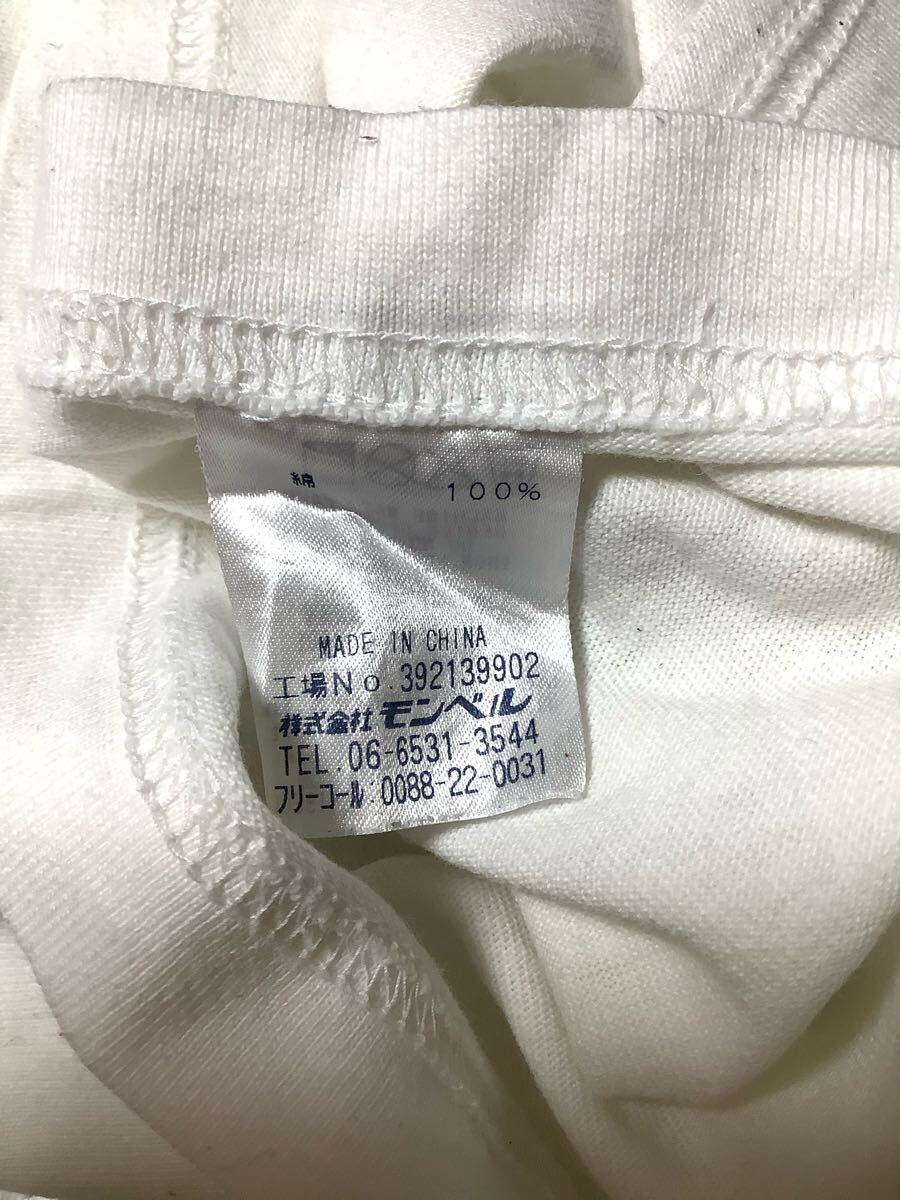 綿 100%
MADE IN CHINA
工場No.392139902
株式会社 モンベル
TEL.06-6531-3544
フリーコール.0088-22-0031